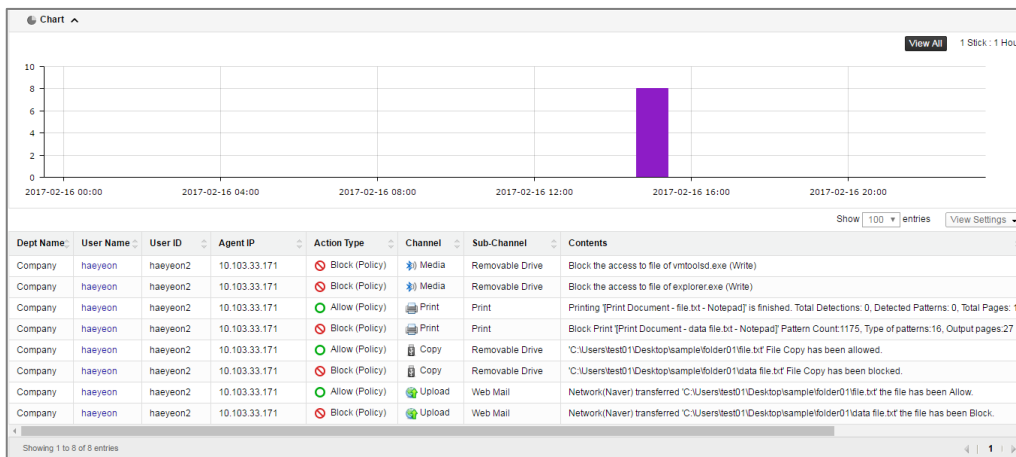 Chart
View All 1 Stick : 1 Hou
10
8
6
4
2
0
2017-02-16 00:00 2017-02-16 04:00 2017-02-16 08:00 2017-02-16 12:00 2017-02-16 16:00 2017-02-16 20:00
Show 100 entries View Settings
Dept Name User Name User ID Agent IP Action Type Channel Sub-Channel Contents
Company haeyeon haeyeon2 10.103.33.171 Block (Policy) Media Removable Drive Block the access to file of vmtoolsd.exe (Write)
Company haeyeon haeyeon2 10.103.33.171 Block (Policy) Media Removable Drive Block the access to file of explorer.exe (Write)
Company haeyeon haeyeon2 10.103.33.171 Allow (Policy) Print Print Printing '[Print Document - file.txt - Notepad]' is finished. Total Detections: 0, Detected Patterns: 0, Total Pages: 1
Company haeyeon haeyeon2 10.103.33.171 Block (Policy) Print Print Block Print '[Print Document - data file.txt - Notepad]' Pattern Count:1175, Type of patterns:16, Output pages:27
Company haeyeon haeyeon2 10.103.33.171 Allow (Policy) Copy Removable Drive 'C:\Users\test01\Desktop\sample\folder01\file.txt' File Copy has been allowed.
Company haeyeon haeyeon2 10.103.33.171 Block (Policy) Copy Removable Drive 'C:\Users\test01\Desktop\sample\folder01\data file.txt' File Copy has been blocked.
Company haeyeon haeyeon2 10.103.33.171 Allow (Policy) Upload Web Mail Network(Naver) transferred 'C:\Users\test01\Desktop\sample\folder01\file.txt' the file has been Allow.
Company haeyeon haeyeon2 10.103.33.171 Block (Policy) Upload Web Mail Network(Naver) transferred 'C:\Users\test01\Desktop\sample\folder01\data file.txt' the file has been Block.
Showing 1 to 8 of 8 entries 1